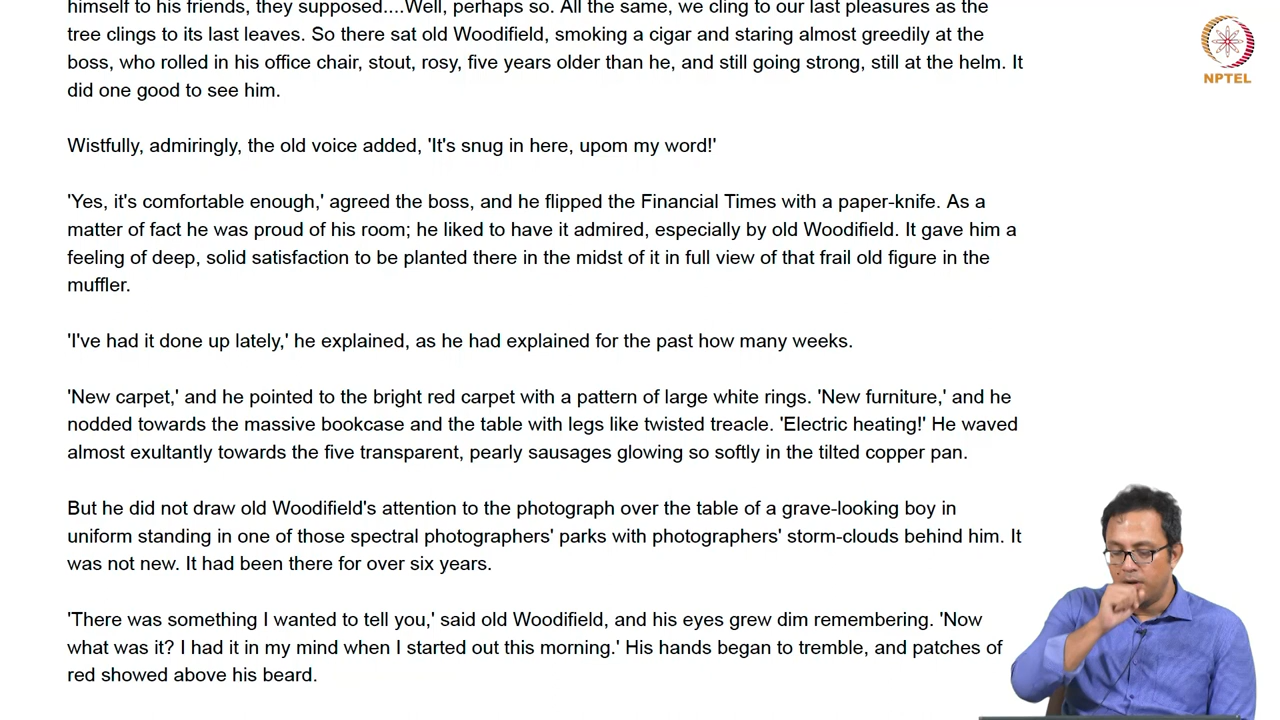 himself to his friends, they supposed....Well, perhaps so. All the same, we cling to our last pleasures as the
tree clings to its last leaves. So there sat old Woodifield, smoking a cigar and staring almost greedily at the
boss, who rolled in his office chair, stout, rosy, five years older than he, and still going strong, still at the helm. It
did one good to see him.
Wistfully, admiringly, the old voice added, 'It's snug in here, upom my word!'
'Yes, it's comfortable enough,' agreed the boss, and he flipped the Financial Times with a paper-knife. As a
matter of fact he was proud of his room; he liked to have it admired, especially by old Woodifield. It gave him a
feeling of deep, solid satisfaction to be planted there in the midst of it in full view of that frail old figure in the
muffler.
'I've had it done up lately,' he explained, as he had explained for the past how many weeks.
'New carpet,' and he pointed to the bright red carpet with a pattern of large white rings. 'New furniture,' and he
nodded towards the massive bookcase and the table with legs like twisted treacle. 'Electric heating!' He waved
almost exultantly towards the five transparent, pearly sausages glowing so softly in the tilted copper pan.
But he did not draw old Woodifield's attention to the photograph over the table of a grave-looking boy in
uniform standing in one of those spectral photographers' parks with photographers' storm-clouds behind him. It
was not new. It had been there for over six years.
'There was something I wanted to tell you,' said old Woodifield, and his eyes grew dim remembering. 'Now
what was it? I had it in my mind when I started out this morning.' His hands began to tremble, and patches of
red showed above his beard.
NPTEL